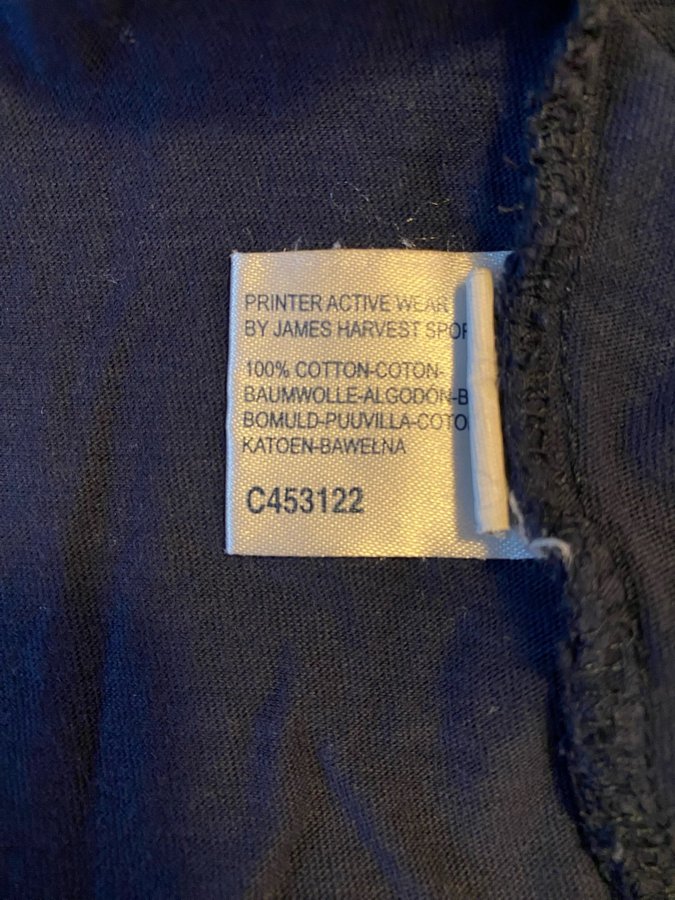 PRINTER ACTIVE WEAR
BY JAMES HARVEST SPOR
100% COTTON-COTON-
BAUMWOLLE-ALGODÓN-B
BOMULD-PUUVILLA-COTO
KATOEN-BAWEŁNA
C453122